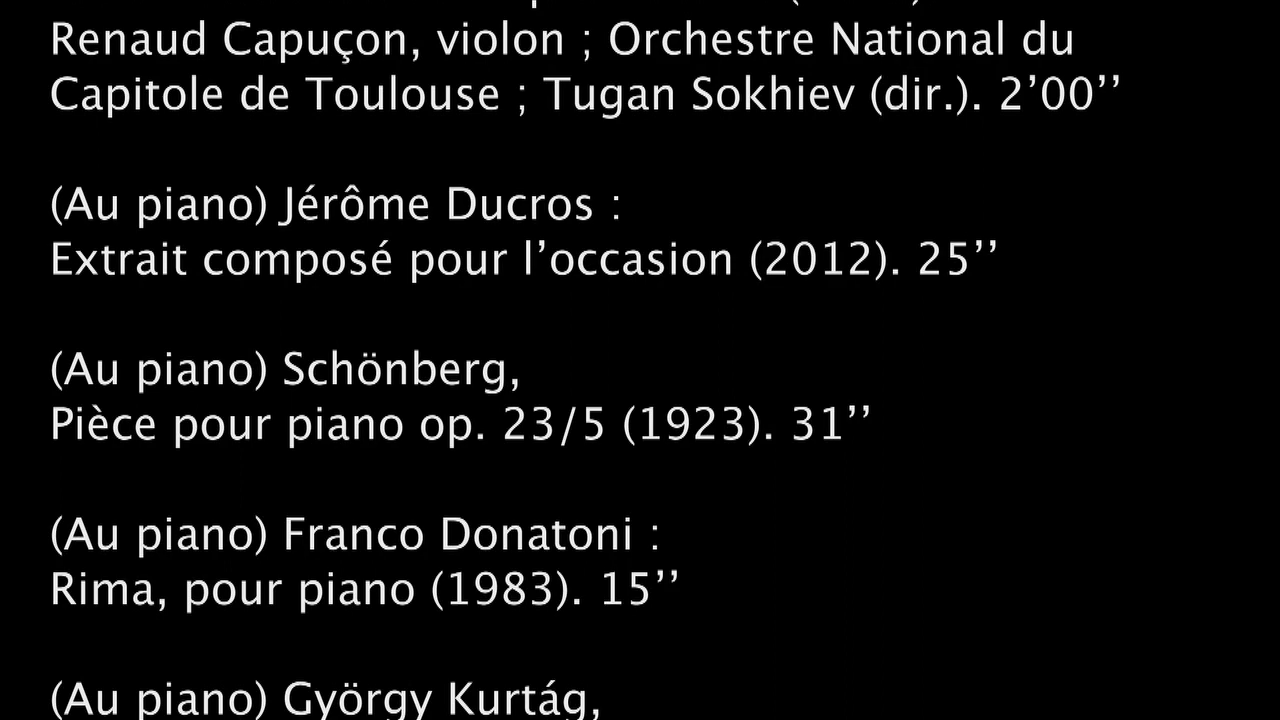 Renaud Capuçon, violon ; Orchestre National du
Capitole de Toulouse ; Tugan Sokhiev (dir.). 2’00’’
(Au piano) Jérôme Ducros :
Extrait composé pour l’occasion (2012). 25’’
(Au piano) Schönberg,
Pièce pour piano op. 23/5 (1923). 31’’
(Au piano) Franco Donatoni :
Rima, pour piano (1983). 15’’
(Au piano) György Kurtág,